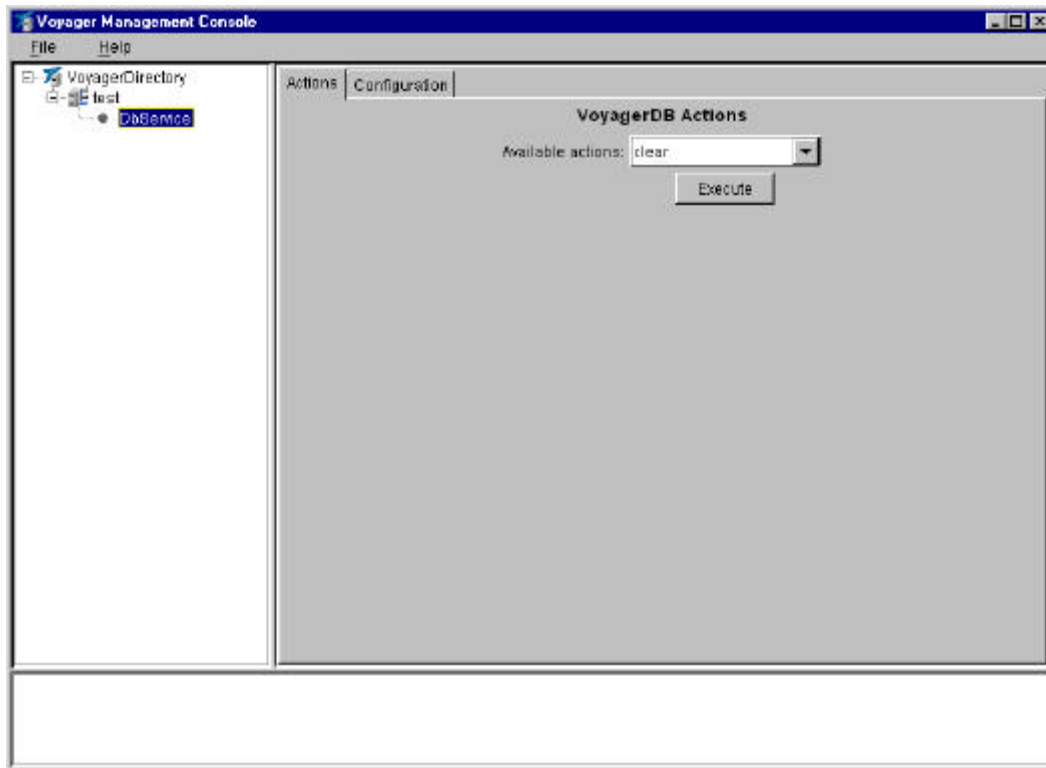 Voyager Management Console
File Help
VoyagerDirectory
test
DbService
Actions Configuration
VoyagerDB Actions
Available actions: clear
Execute